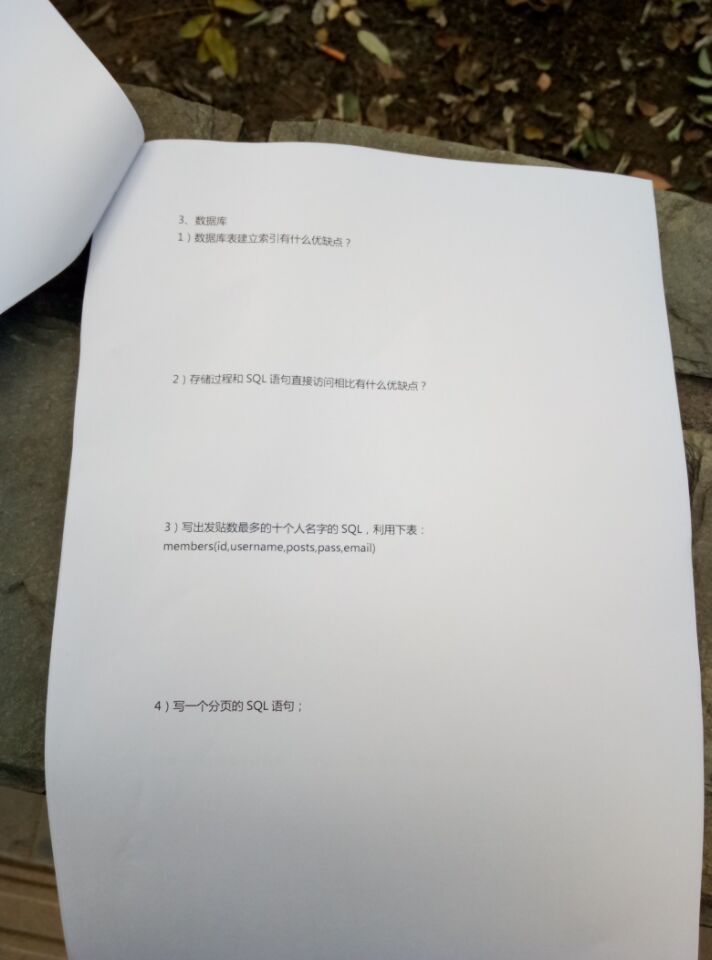 3、数据库
1）数据库表建立索引有什么优缺点？
2）存储过程和 SQL 语句直接访问相比有什么优缺点？
3）写出发贴数最多的十个人名字的 SQL，利用下表：
members(id,username,posts,pass,email)
4）写一个分页的 SQL 语句；